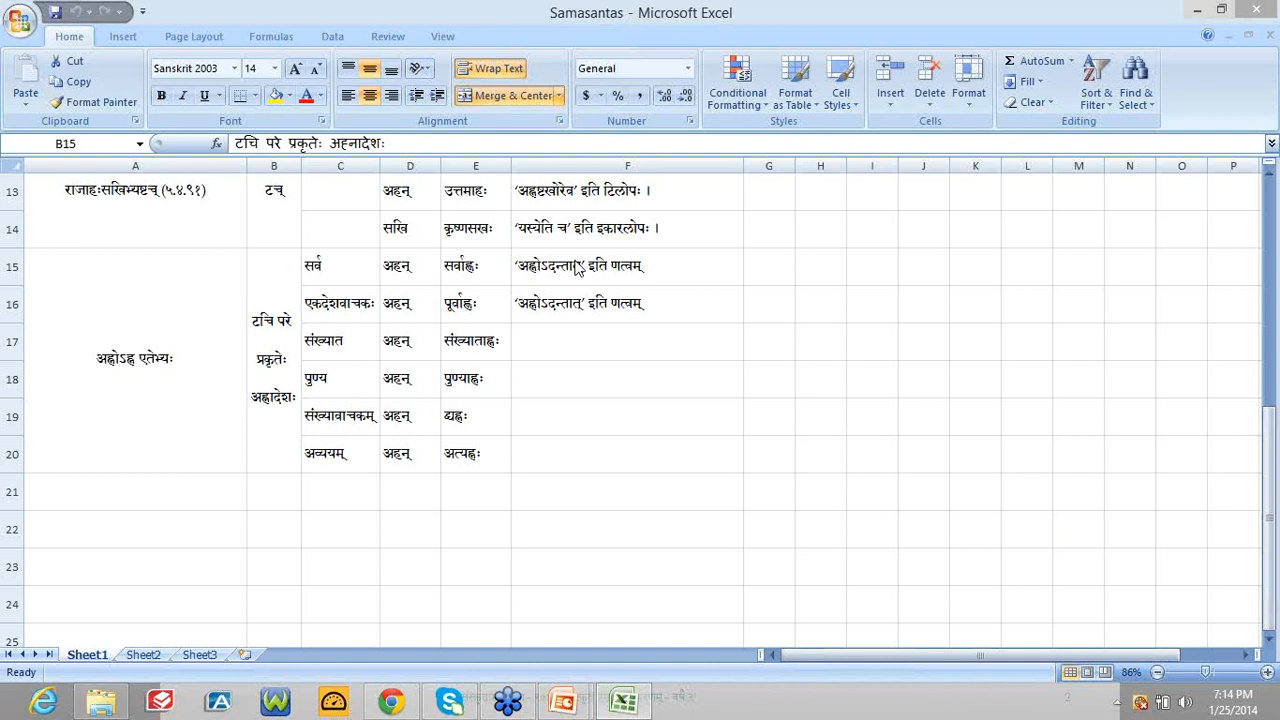 Samasantas - Microsoft Excel
Home Insert Page Layout Formulas Data Review View
Paste Cut Copy Format Painter Clipboard
Sanskrit 2003 14 Font
Wrap Text Merge & Center Alignment
General Number
Conditional Formatting Format as Table Cell Styles Styles
Insert Delete Format Cells
AutoSum Fill Clear Sort & Filter Find & Select Editing
B15 fx टचि परे प्रकृतेः अह्नादेशः
A B C D E F G H I J K L M N O P
13 राजाहःसखिभ्यष्टच् (५.४.९१) टच् अहन् उत्तमाहः ‘अह्नष्टखोरेव’ इति टिलोपः ।
14 सखि कृष्णसखः ‘यस्येति च’ इति इकारलोपः ।
15 सर्व अहन् सर्वाह्णः ‘अह्नोऽदन्तात्’ इति णत्वम्
16 एकदेशवाचकः अहन् पूर्वाह्णः ‘अह्नोऽदन्तात्’ इति णत्वम्
टचि परे
17 संख्यात अहन् संख्याताह्नः
अह्नोऽह्न एतेभ्यः प्रकृतेः
18 पुण्य अहन् पुण्याह्नः
अह्नादेशः
19 संख्यावाचकम् अहन् द्व्यह्नः
20 अव्ययम् अहन् अत्यह्नः
21
22
23
24
25
Sheet1 Sheet2 Sheet3
Ready 86%
7:14 PM
1/25/2014